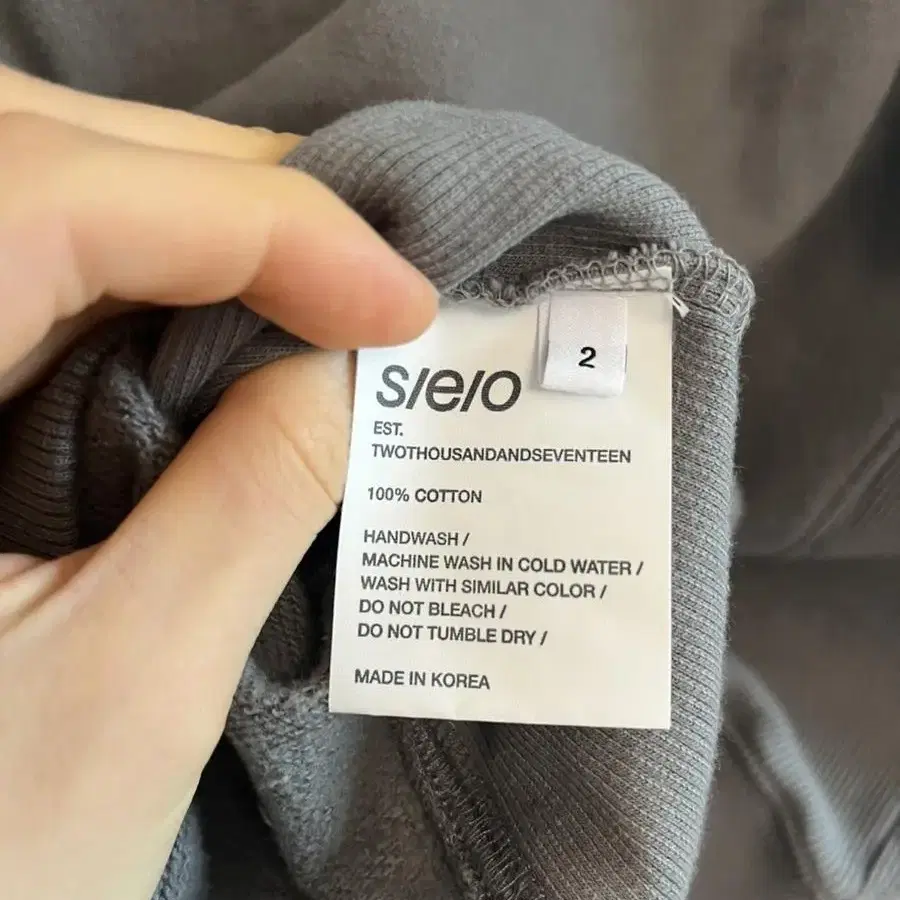 2
S/e/o
EST.
TWOTHOUSANDANDSEVENTEEN
100% COTTON
HANDWASH /
MACHINE WASH IN COLD WATER /
WASH WITH SIMILAR COLOR /
DO NOT BLEACH /
DO NOT TUMBLE DRY /
MADE IN KOREA